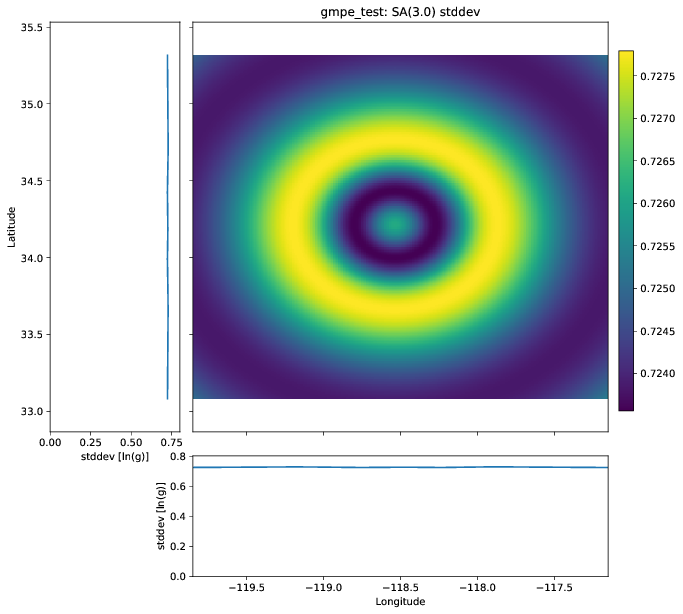 gmpe_test: SA(3.0) stddev
35.5
35.0
34.5
34.0
33.5
33.0
Latitude
0.00 0.25 0.50 0.75
stddev [ln(g)]
0.7275
0.7270
0.7265
0.7260
0.7255
0.7250
0.7245
0.7240
0.8
0.6
0.4
0.2
0.0
stddev [ln(g)]
−119.5 −119.0 −118.5 −118.0 −117.5
Longitude